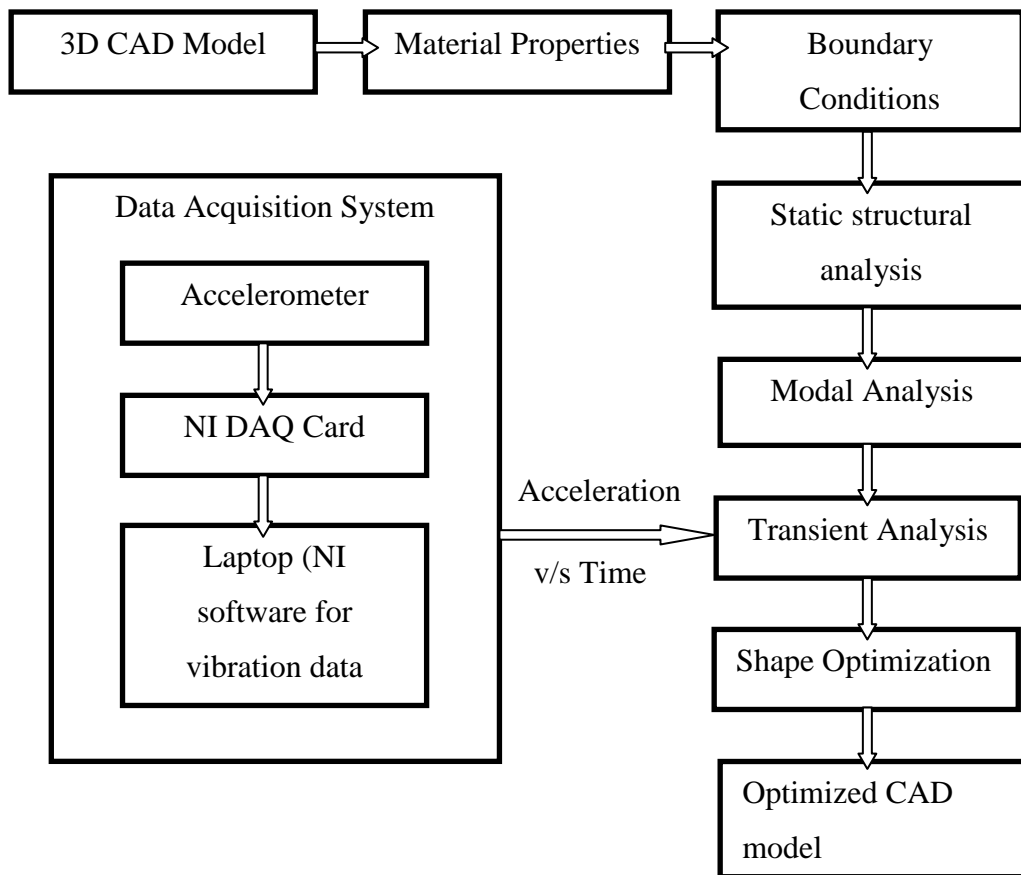 3D CAD Model
Material Properties
Boundary
Conditions
Data Acquisition System
Accelerometer
NI DAQ Card
Laptop (NI
software for
vibration data
Acceleration
v/s Time
Static structural
analysis
Modal Analysis
Transient Analysis
Shape Optimization
Optimized CAD
model